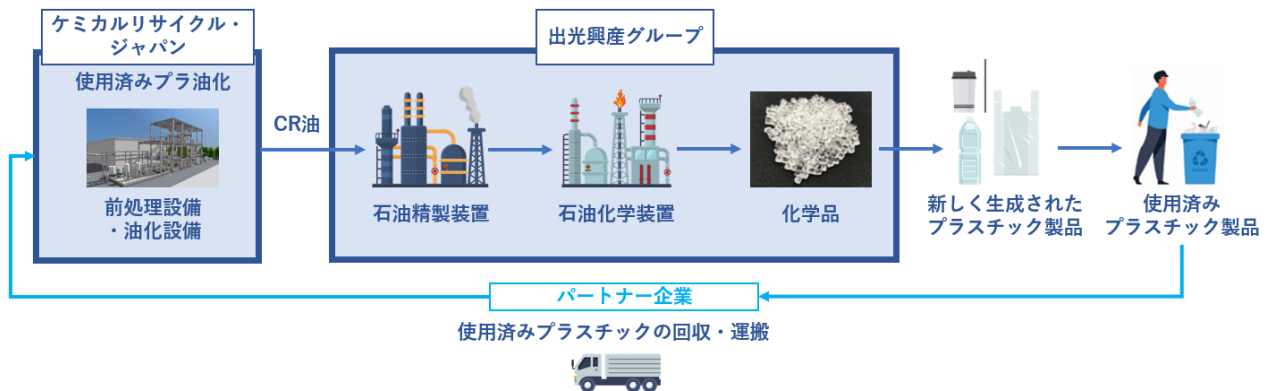 ケミカルリサイクル・
ジャパン
使用済みプラ油化
前処理設備
・油化設備
CR油
出光興産グループ
石油精製装置
石油化学装置
化学品
新しく生成された
プラスチック製品
使用済み
プラスチック製品
パートナー企業
使用済みプラスチックの回収・運搬